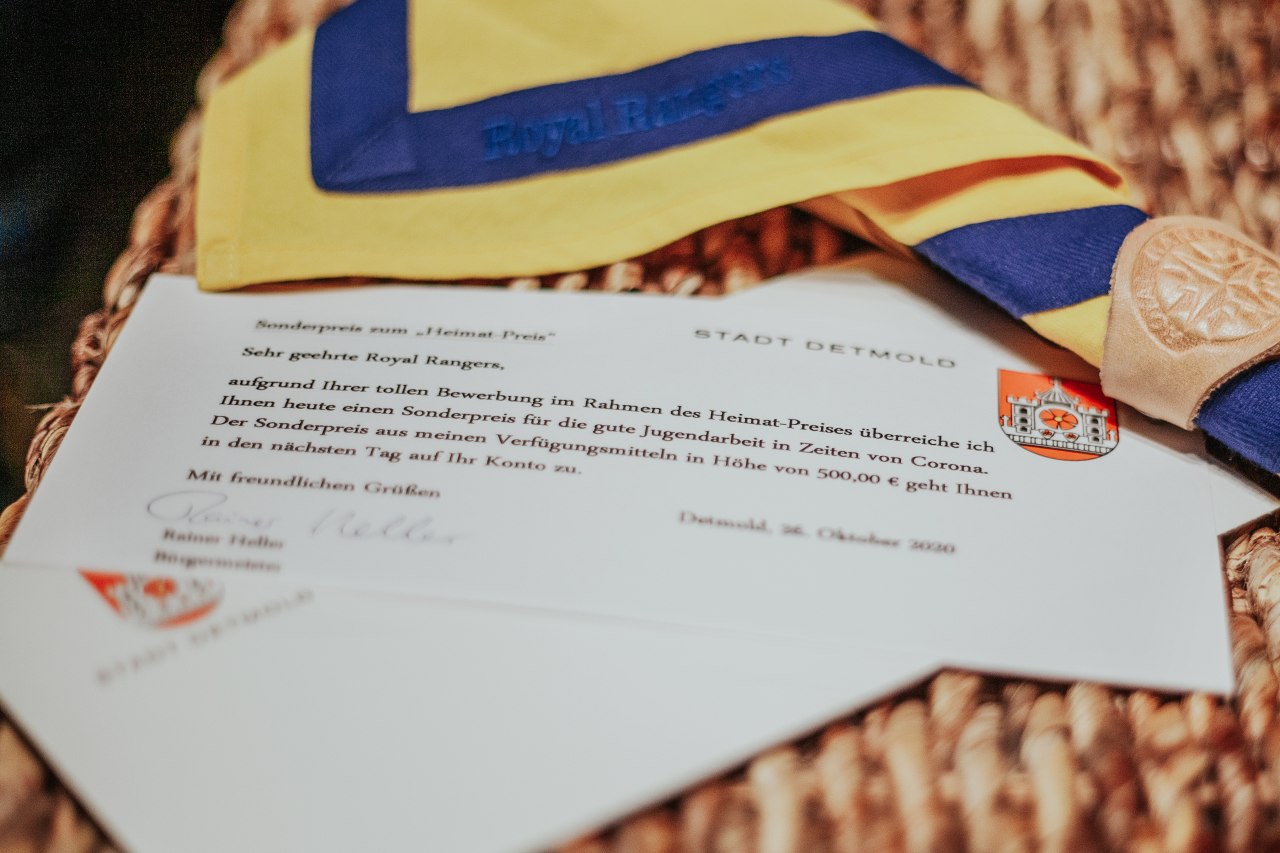 Royal Rangers
STADT DETMOLD
Sonderpreis zum „Heimat-Preis“
Sehr geehrte Royal Rangers,
aufgrund Ihrer tollen Bewerbung im Rahmen des Heimat-Preises überreiche ich
Ihnen heute einen Sonderpreis für die gute Jugendarbeit in Zeiten von Corona.
Der Sonderpreis aus meinen Verfügungsmitteln in Höhe von 500,00 € geht Ihnen
in den nächsten Tag auf Ihr Konto zu.
Mit freundlichen Grüßen
Detmold, 26. Oktober 2020
Rainer Heller
Rainer Heller
Bürgermeister
STADT DETMOLD